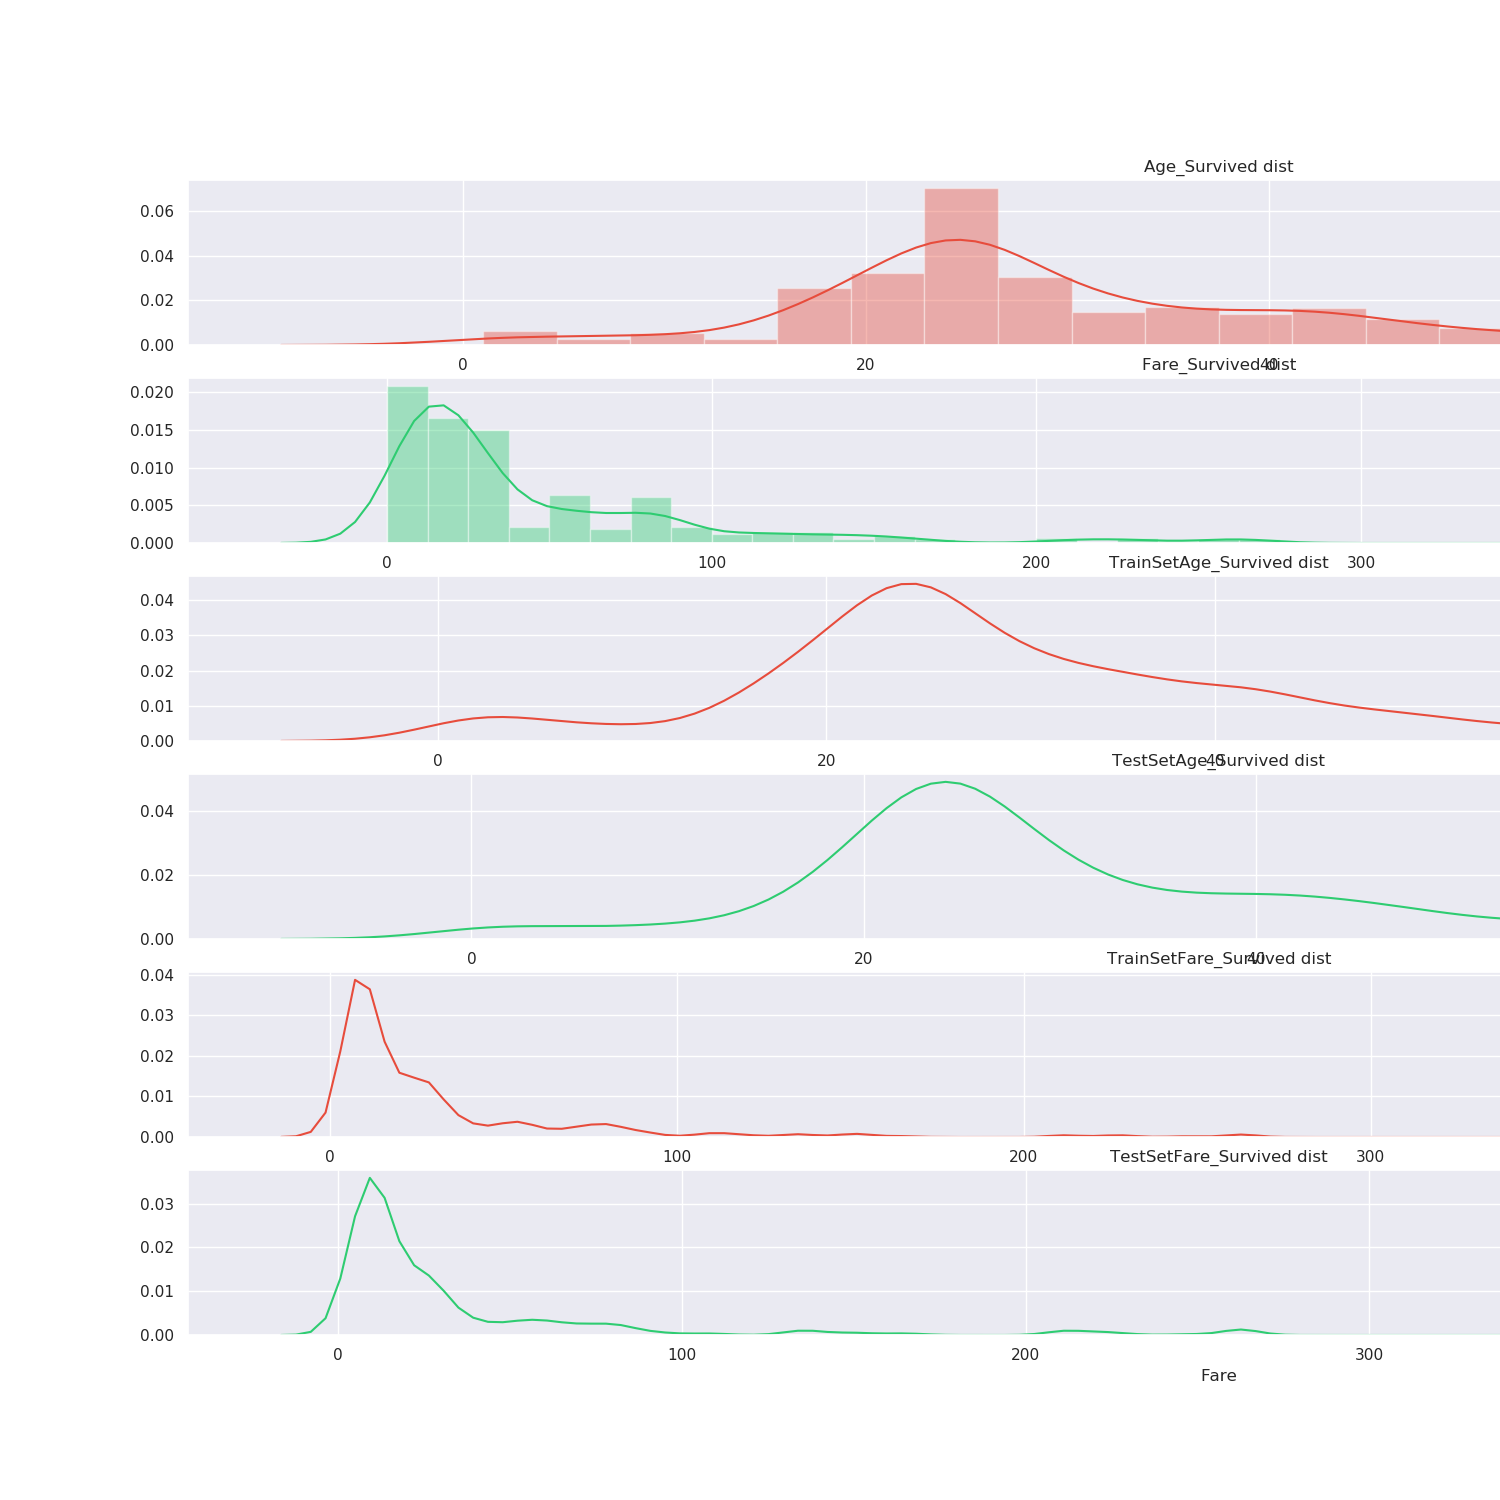 Age_Survived dist
0.06
0.04
0.02
0.00
0 20 40
Fare_Survived dist
0.020
0.015
0.010
0.005
0.000
0 100 200 300
TrainSetAge_Survived dist
0.04
0.03
0.02
0.01
0.00
0 20 40
TestSetAge_Survived dist
0.04
0.02
0.00
0 20 40
TrainSetFare_Survived dist
0.04
0.03
0.02
0.01
0.00
0 100 200 300
TestSetFare_Survived dist
0.03
0.02
0.01
0.00
0 100 200 300
Fare